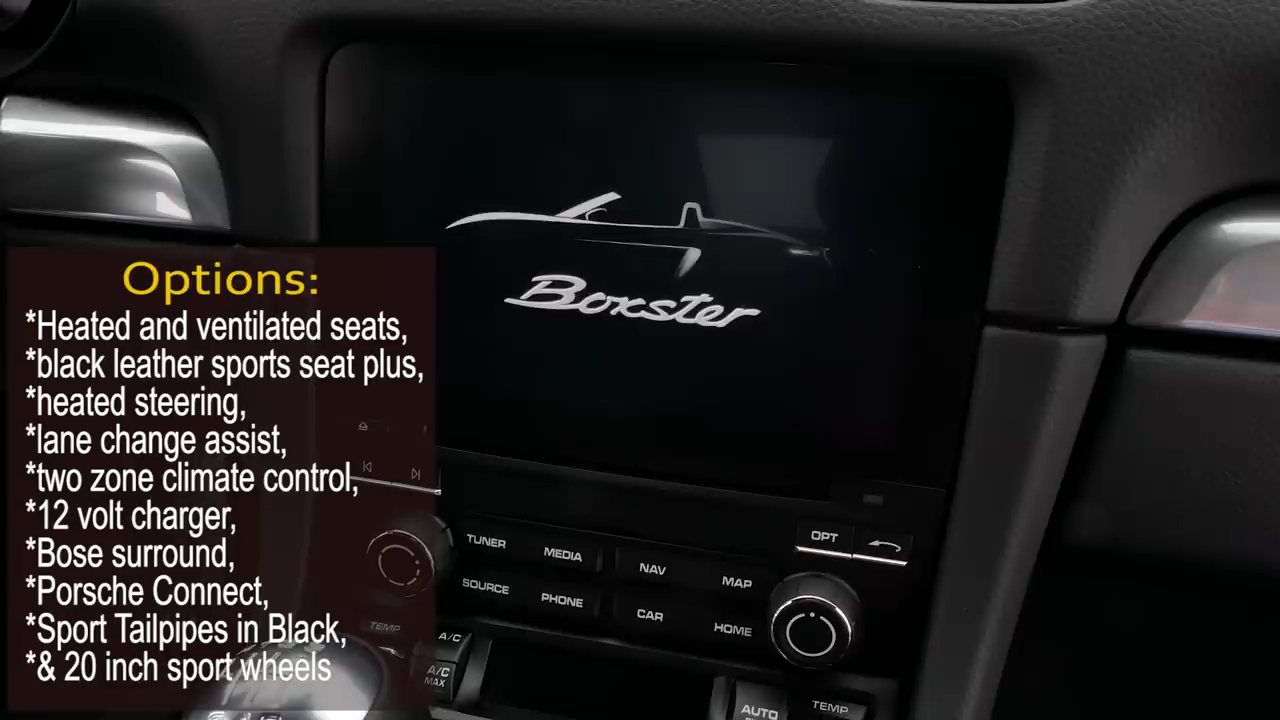 Boxster
Options:
*Heated and ventilated seats,
*black leather sports seat plus,
*heated steering,
*lane change assist,
*two zone climate control,
*12 volt charger,
*Bose surround,
*Porsche Connect,
*Sport Tailpipes in Black,
*& 20 inch sport wheels
OPT
TUNER MEDIA NAV MAP
SOURCE PHONE CAR HOME
TEMP A/C
A/C
MAX
AUTO TEMP